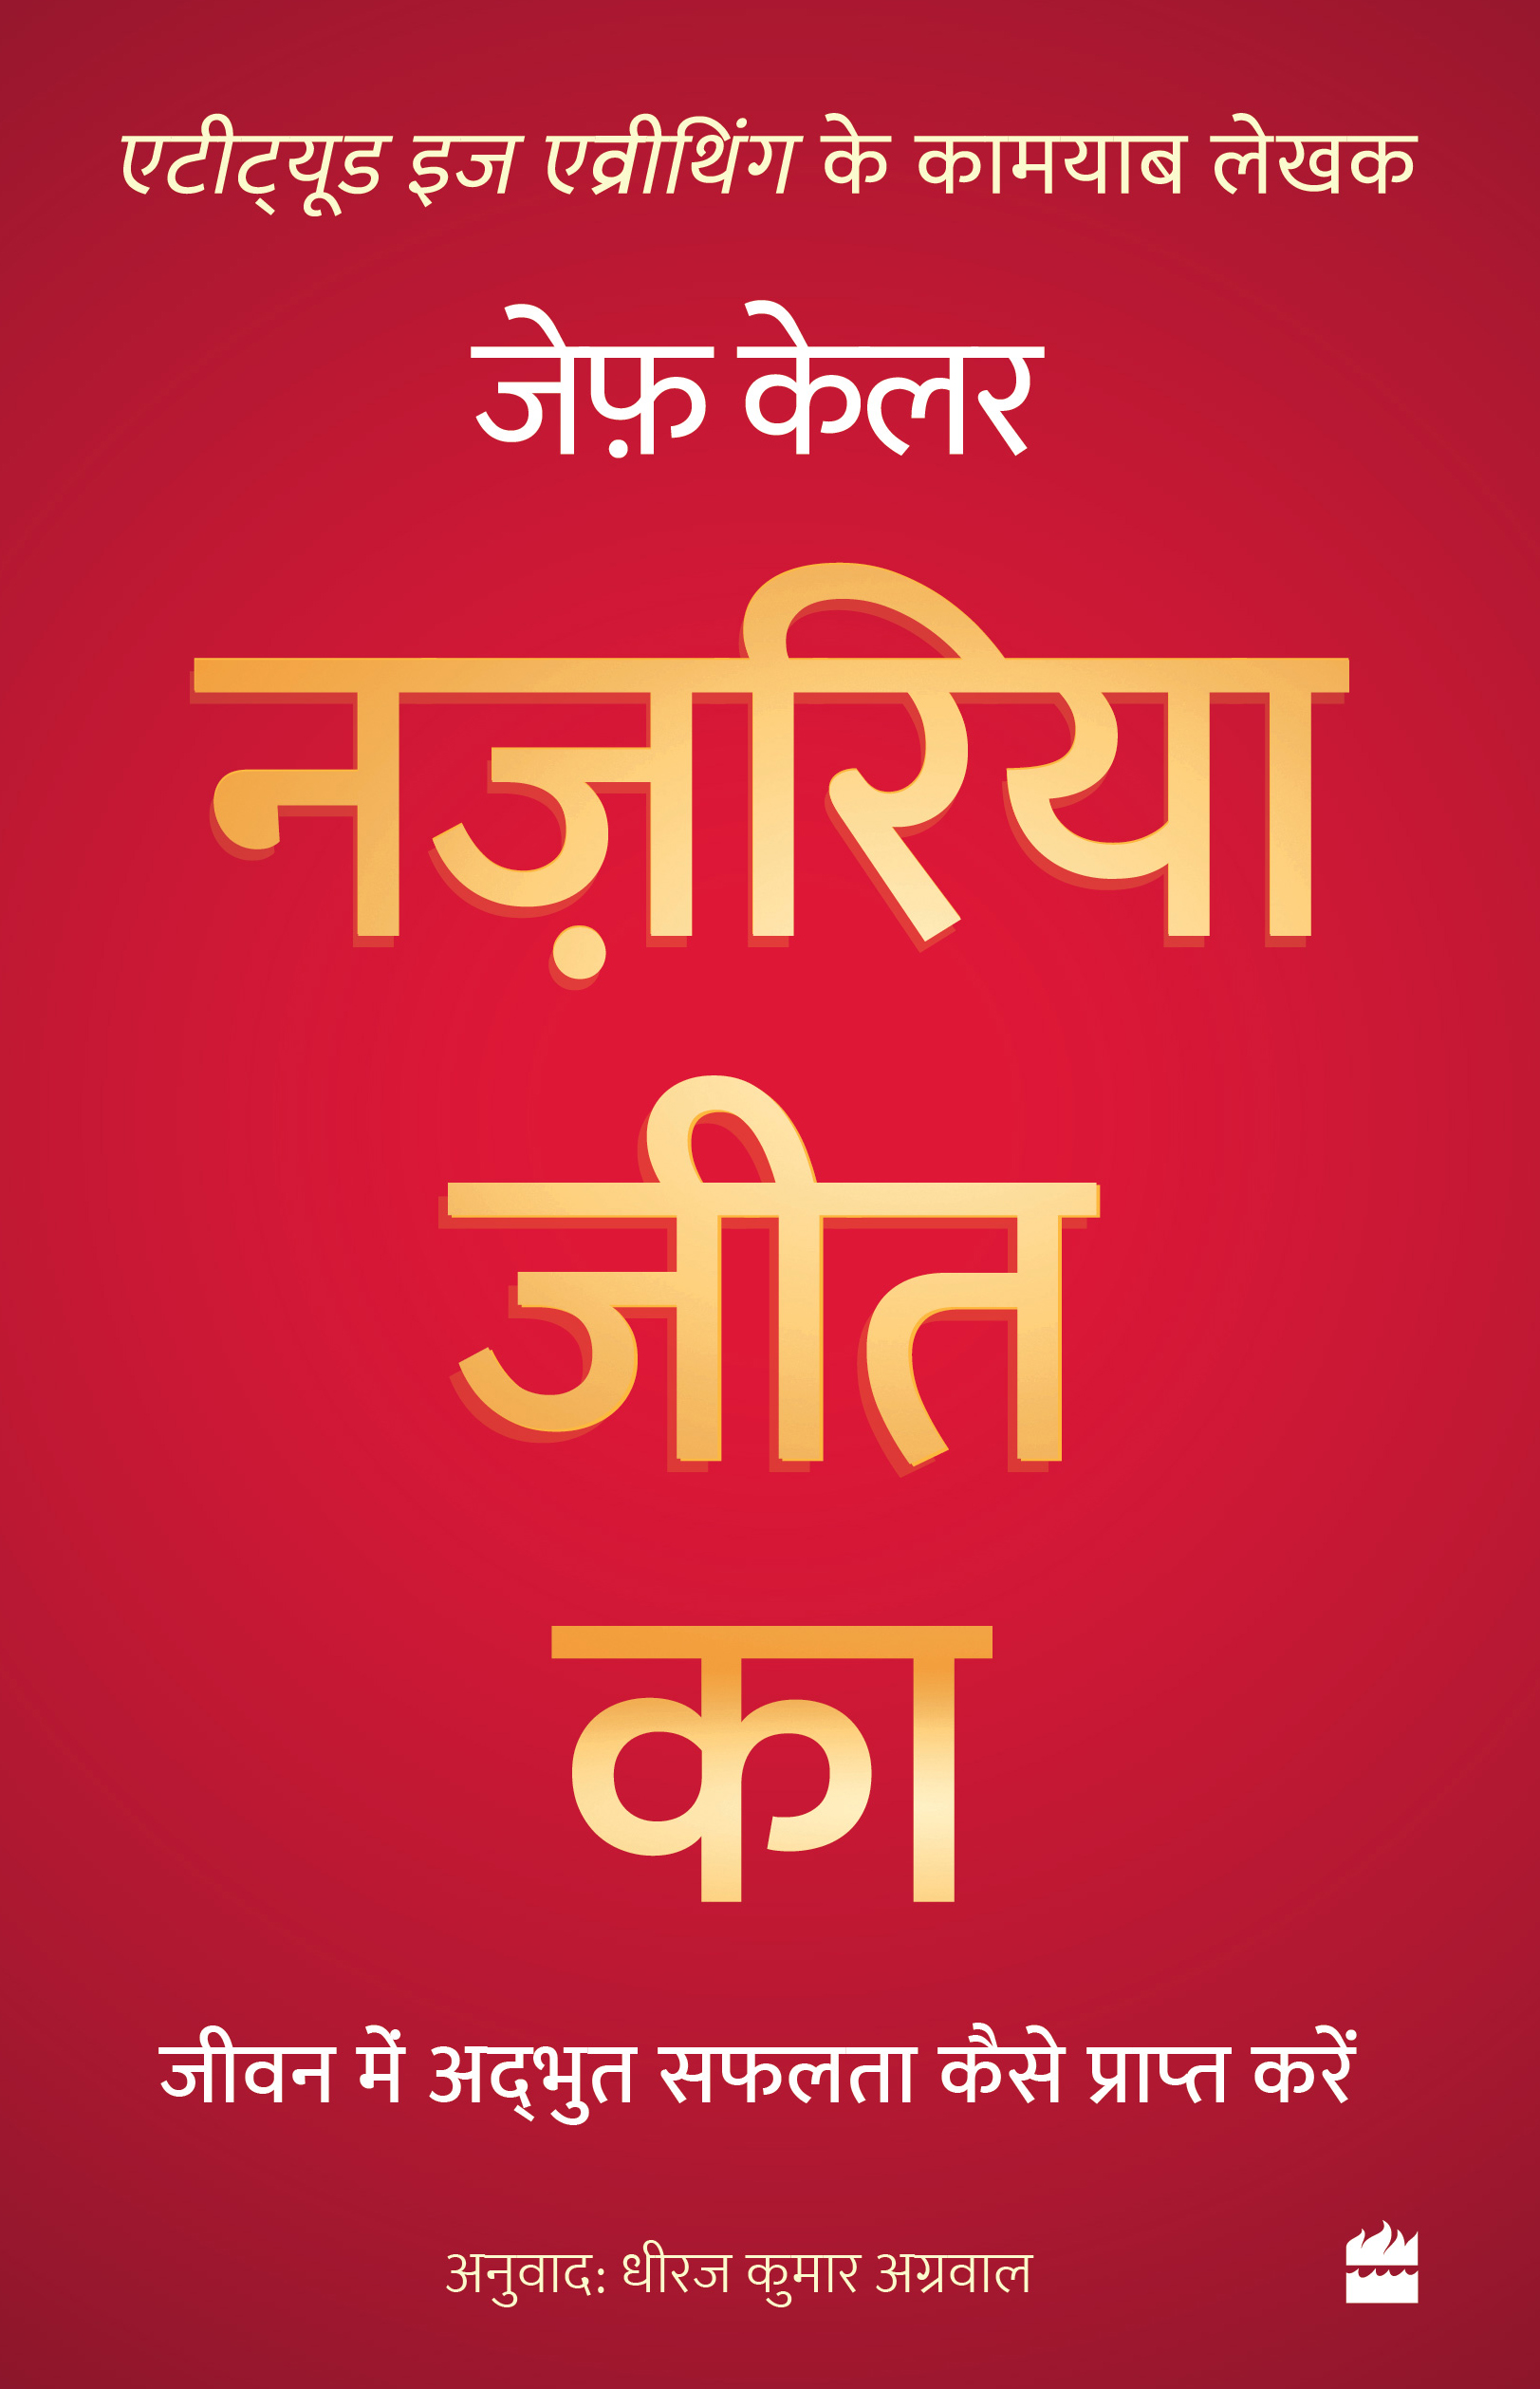 एटीट्यूड इज एव्रीथिंग के कामयाब लेखक
जेफ़ केलर
नज़रिया
जीत
का
जीवन में अद्‌भुत सफलता कैसे प्राप्त करें
अनुवाद: धीरज कुमार अग्रवाल